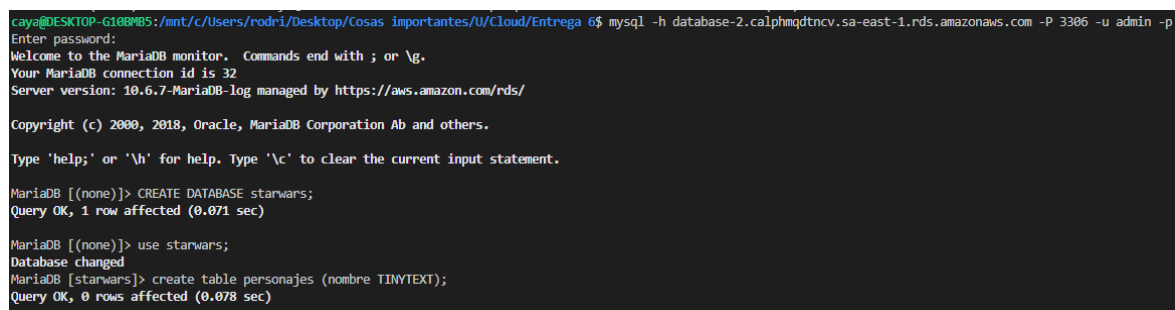 caya@DESKTOP-G10BMB5:/mnt/c/Users/rodri/Desktop/Cosas importantes/U/Cloud/Entrega 6$ mysql -h database-2.calphmqdtncv.sa-east-1.rds.amazonaws.com -P 3306 -u admin -p
Enter password:
Welcome to the MariaDB monitor.  Commands end with ; or \g.
Your MariaDB connection id is 32
Server version: 10.6.7-MariaDB-log managed by https://aws.amazon.com/rds/
Copyright (c) 2000, 2018, Oracle, MariaDB Corporation Ab and others.
Type 'help;' or '\h' for help. Type '\c' to clear the current input statement.
MariaDB [(none)]> CREATE DATABASE starwars;
Query OK, 1 row affected (0.071 sec)
MariaDB [(none)]> use starwars;
Database changed
MariaDB [starwars]> create table personajes (nombre TINYTEXT);
Query OK, 0 rows affected (0.078 sec)